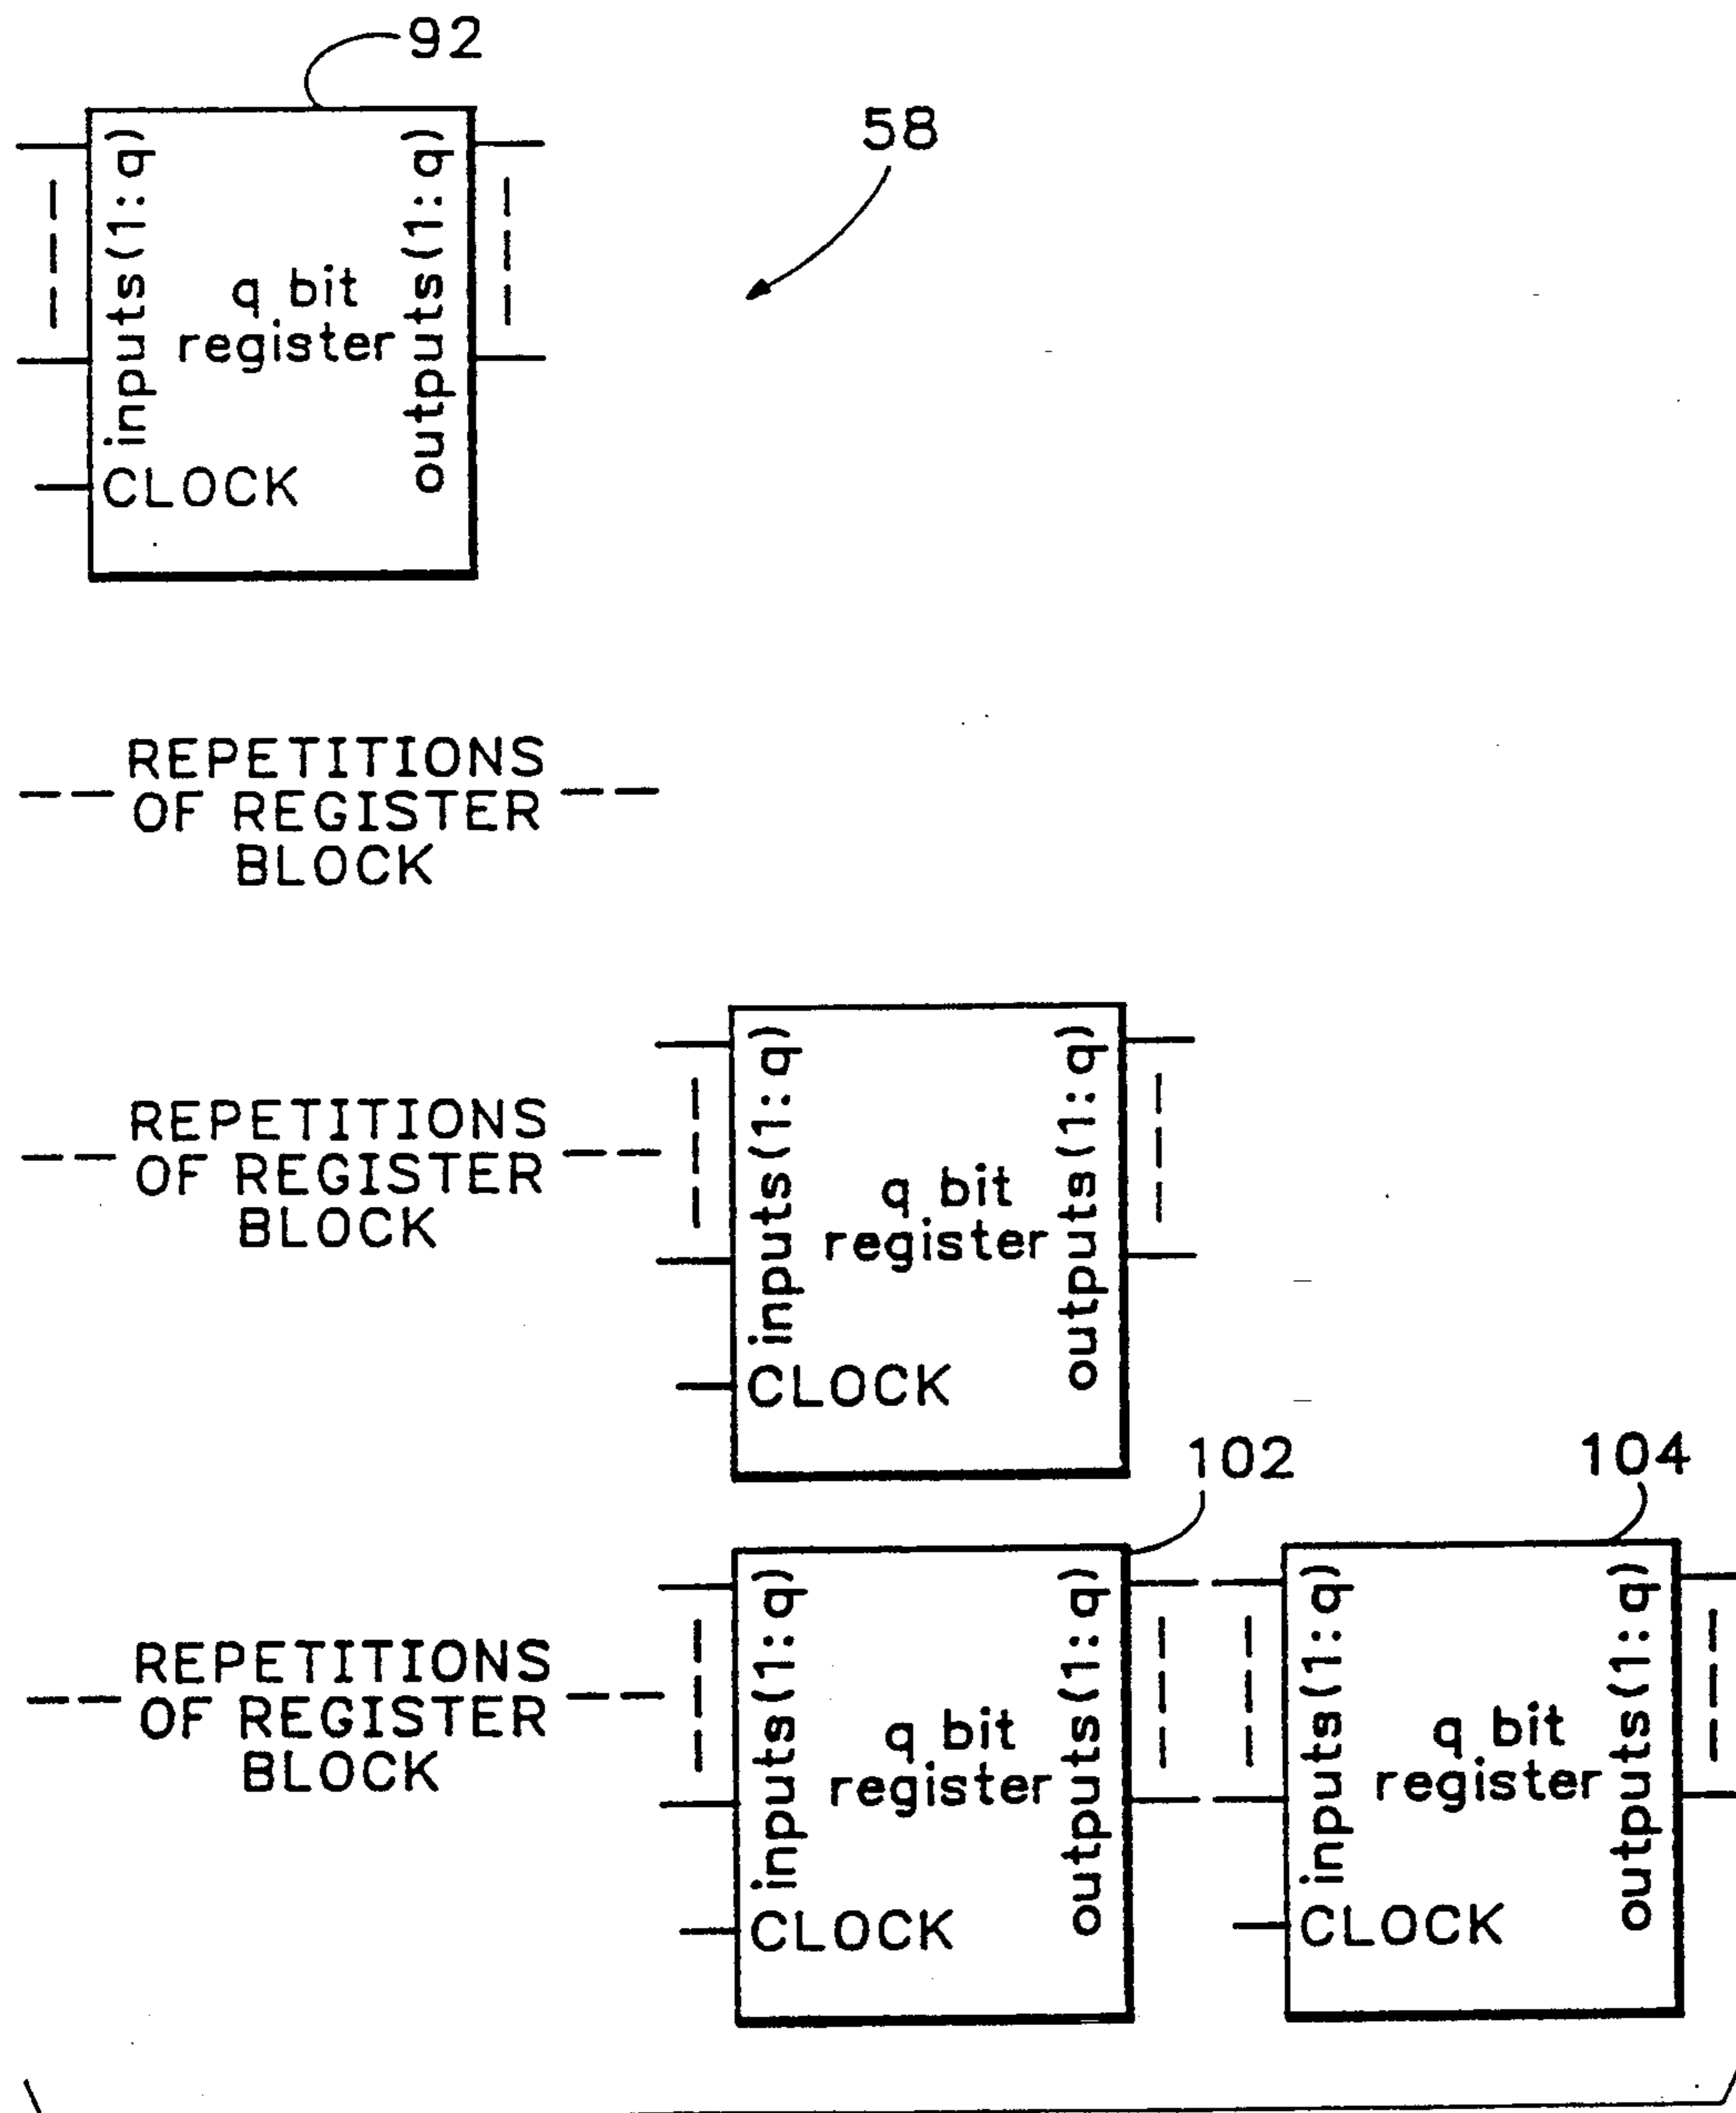 92
58
inputs(1:q)
q bit
register
outputs(1:q)
CLOCK
REPETITIONS
OF REGISTER
BLOCK
REPETITIONS
OF REGISTER
BLOCK
inputs(1:q)
q bit
register
outputs(1:q)
CLOCK
102
104
REPETITIONS
OF REGISTER
BLOCK
inputs(1:q)
q bit
register
outputs(1:q)
CLOCK
inputs(1:q)
q bit
register
outputs(1:q)
CLOCK